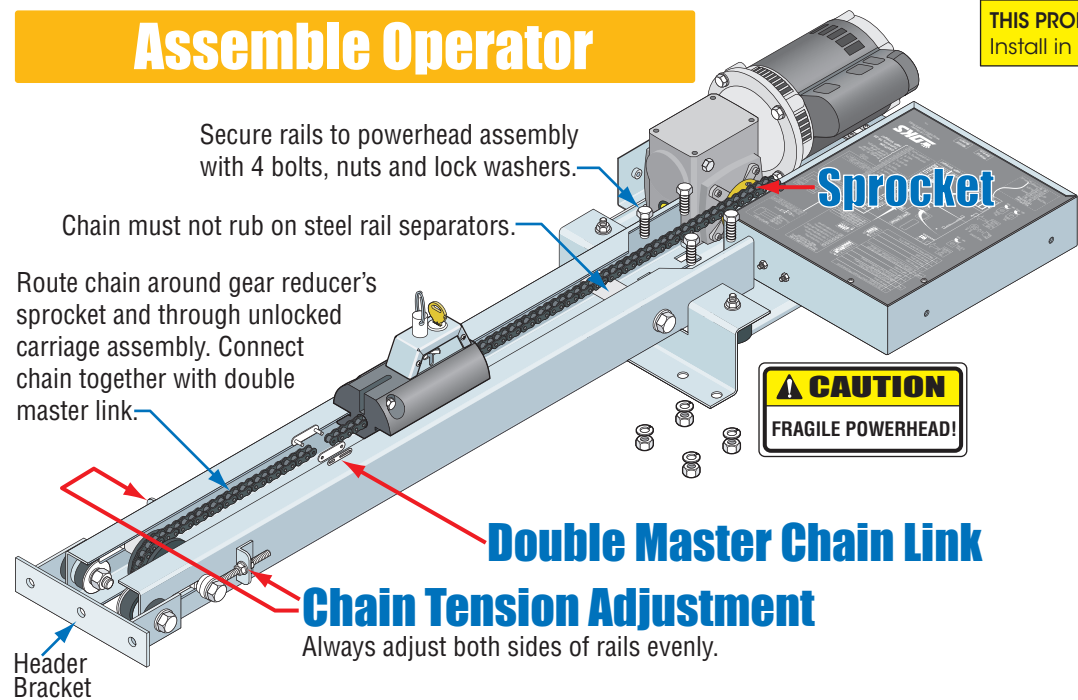 Assemble Operator
THIS PRO
Install in
Secure rails to powerhead assembly
with 4 bolts, nuts and lock washers.
DKS
Sprocket
Chain must not rub on steel rail separators.
Route chain around gear reducer’s
sprocket and through unlocked
carriage assembly. Connect
chain together with double
master link.
CAUTION
FRAGILE POWERHEAD!
Double Master Chain Link
Chain Tension Adjustment
Always adjust both sides of rails evenly.
Header
Bracket